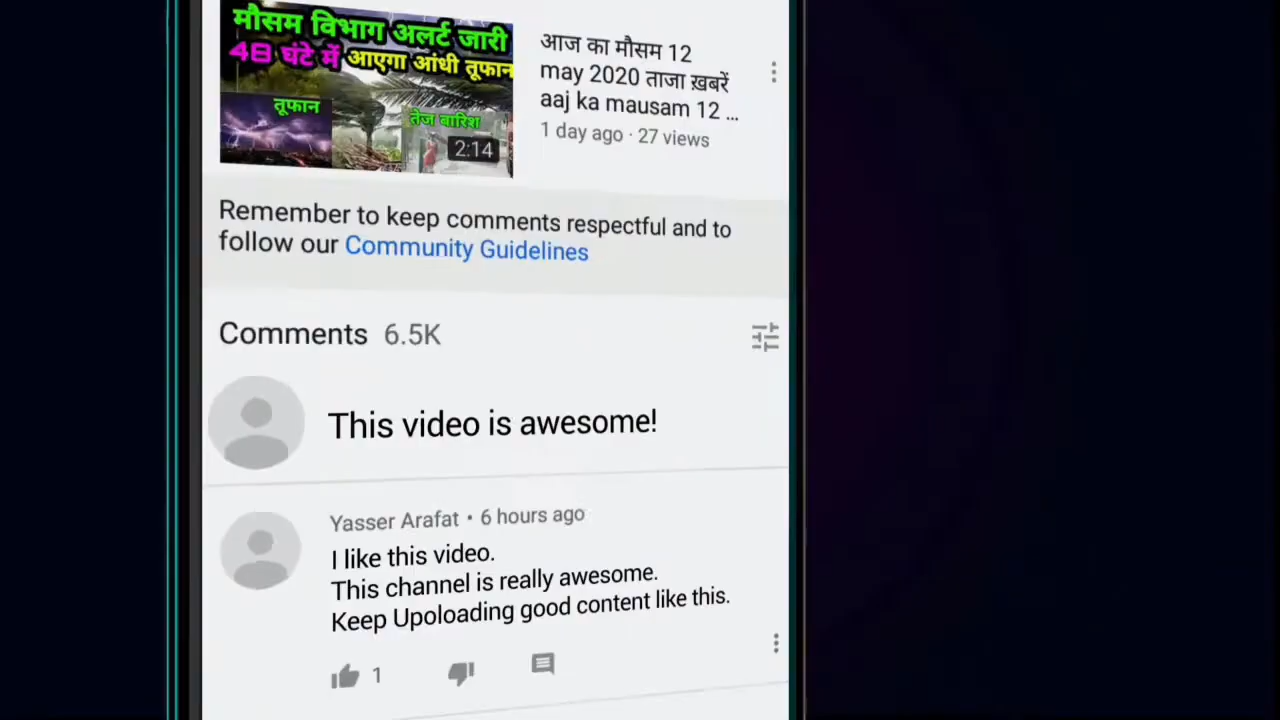 मौसम विभाग अलर्ट जारी
48 घंटे में आएगा आंधी तूफान
तूफान
तेज बारिश
2:14
आज का मौसम 12
may 2020 ताजा ख़बरें
aaj ka mausam 12 ...
1 day ago · 27 views
Remember to keep comments respectful and to
follow our Community Guidelines
Comments 6.5K
This video is awesome!
Yasser Arafat • 6 hours ago
I like this video.
This channel is really awesome.
Keep Upoloading good content like this.
1